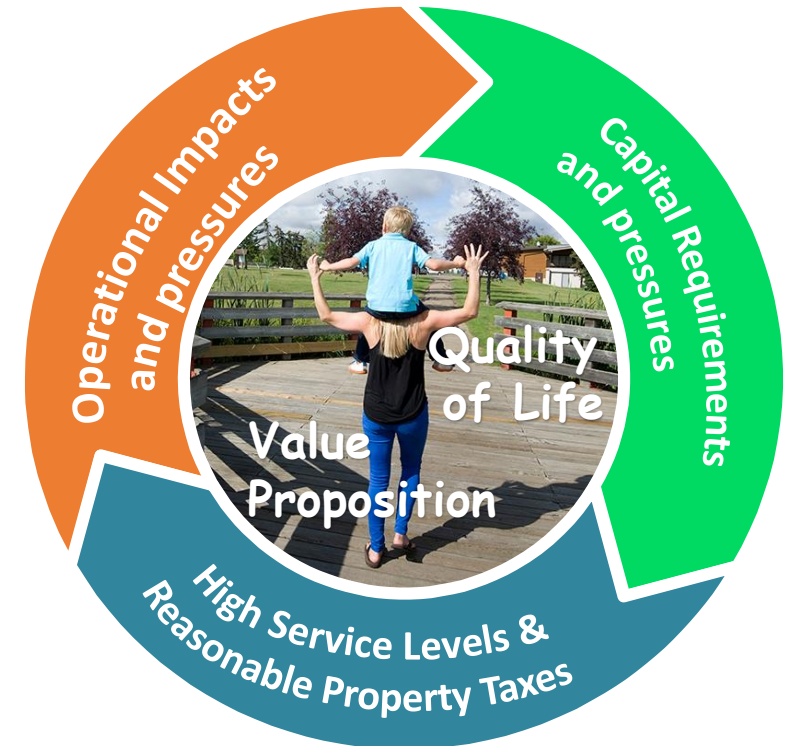 Operational Impacts
and pressures
Capital Requirements
and pressures
Quality
of Life
Value
Proposition
High Service Levels &
Reasonable Property Taxes